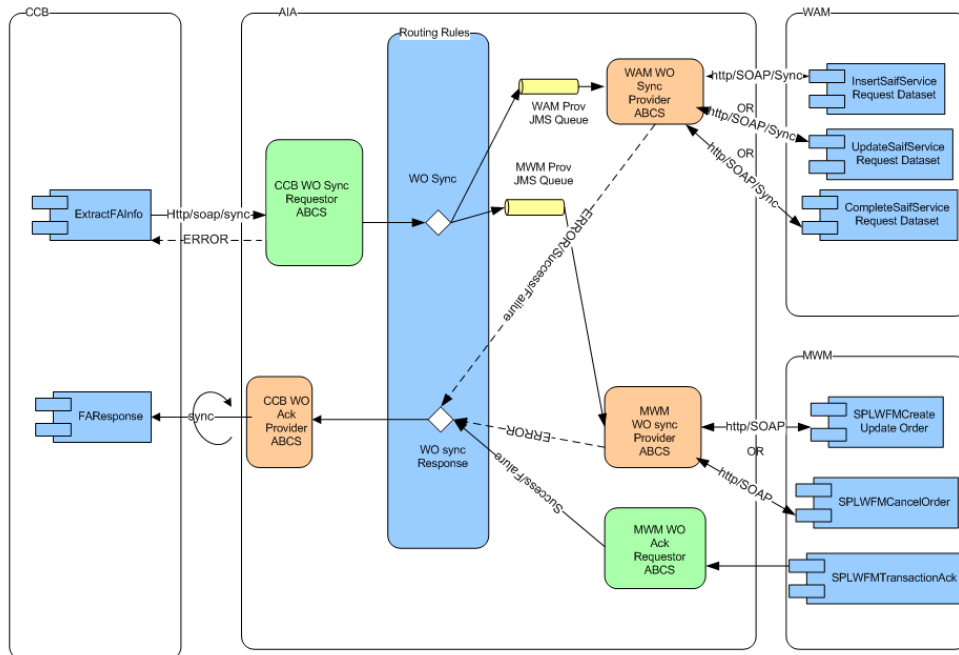 CCB
AIA
WAM
Routing Rules
WAM Prov
JMS Queue
WAM WO
Sync
Provider
ABCS
http/SOAP/Sync
OR
http/SOAP/Sync
OR
http/SOAP/Sync
InsertSaifService
Request Dataset
UpdateSaifService
Request Dataset
CompleteSaifService
Request Dataset
MWM Prov
JMS Queue
WO Sync
CCB WO Sync
Requestor
ABCS
ExtractFAInfo
Http/soap/sync
ERROR
ERROR/Success/Failure
MWM
FAResponse
sync
CCB WO
Ack
Provider
ABCS
WO sync
Response
ERROR
Success/Failure
MWM
WO sync
Provider
ABCS
http/SOAP
OR
http/SOAP
SPLWFMCreate
Update Order
SPLWFMCancelOrder
MWM WO
Ack
Requestor
ABCS
SPLWFMTransactionAck